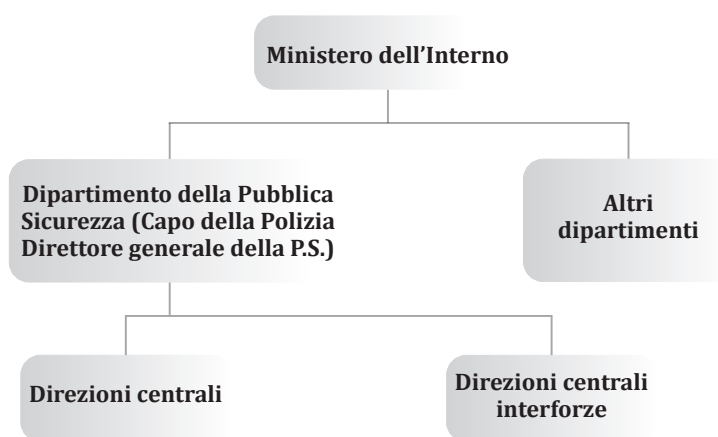 Ministero dell'Interno
Dipartimento della Pubblica
Sicurezza (Capo della Polizia
Direttore generale della P.S.)
Altri
dipartimenti
Direzioni centrali
Direzioni centrali
interforze